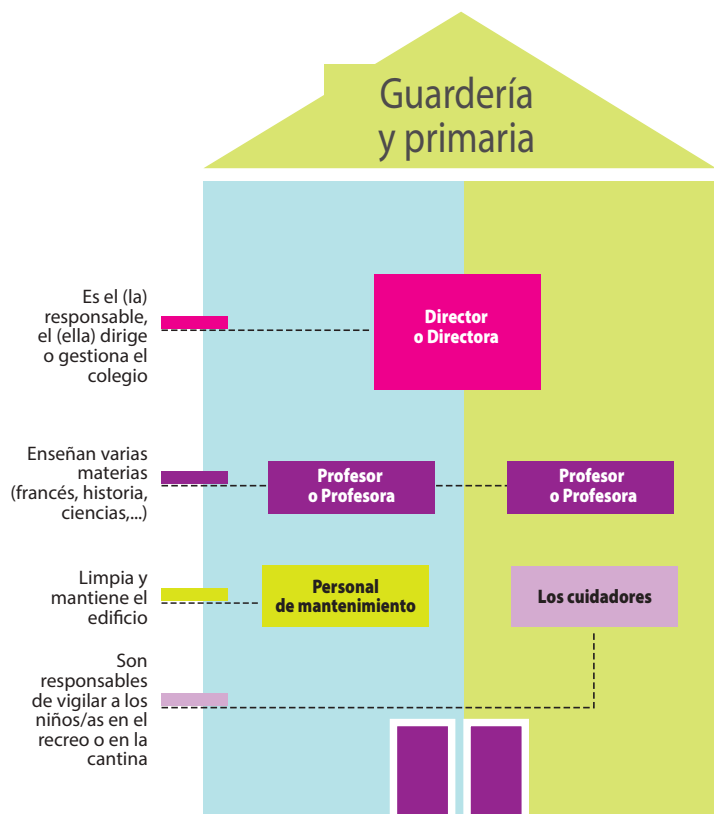 Guardería
y primaria
Es el (la)
responsable,
el (ella) dirige
o gestiona el
colegio
Director
o Directora
Enseñan varias
materias
(francés, historia,
ciencias,...)
Profesor
o Profesora
Profesor
o Profesora
Limpia y
mantiene el
edificio
Personal
de mantenimiento
Los cuidadores
Son
responsables
de vigilar a los
niños/as en el
recreo o en la
cantina